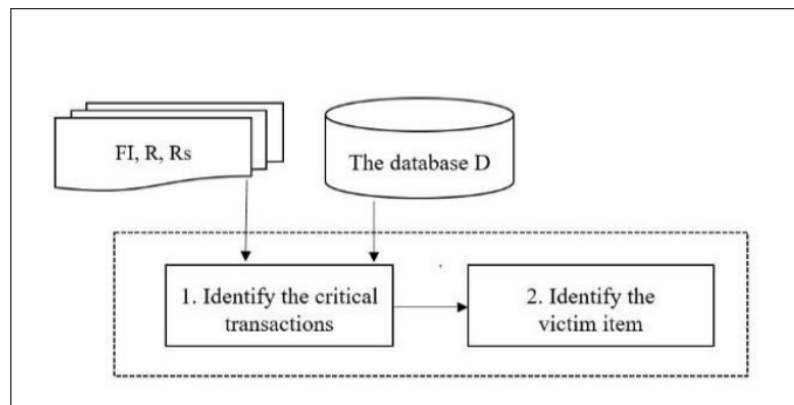 FI, R, Rs
The database D
1. Identify the critical
transactions
2. Identify the
victim item